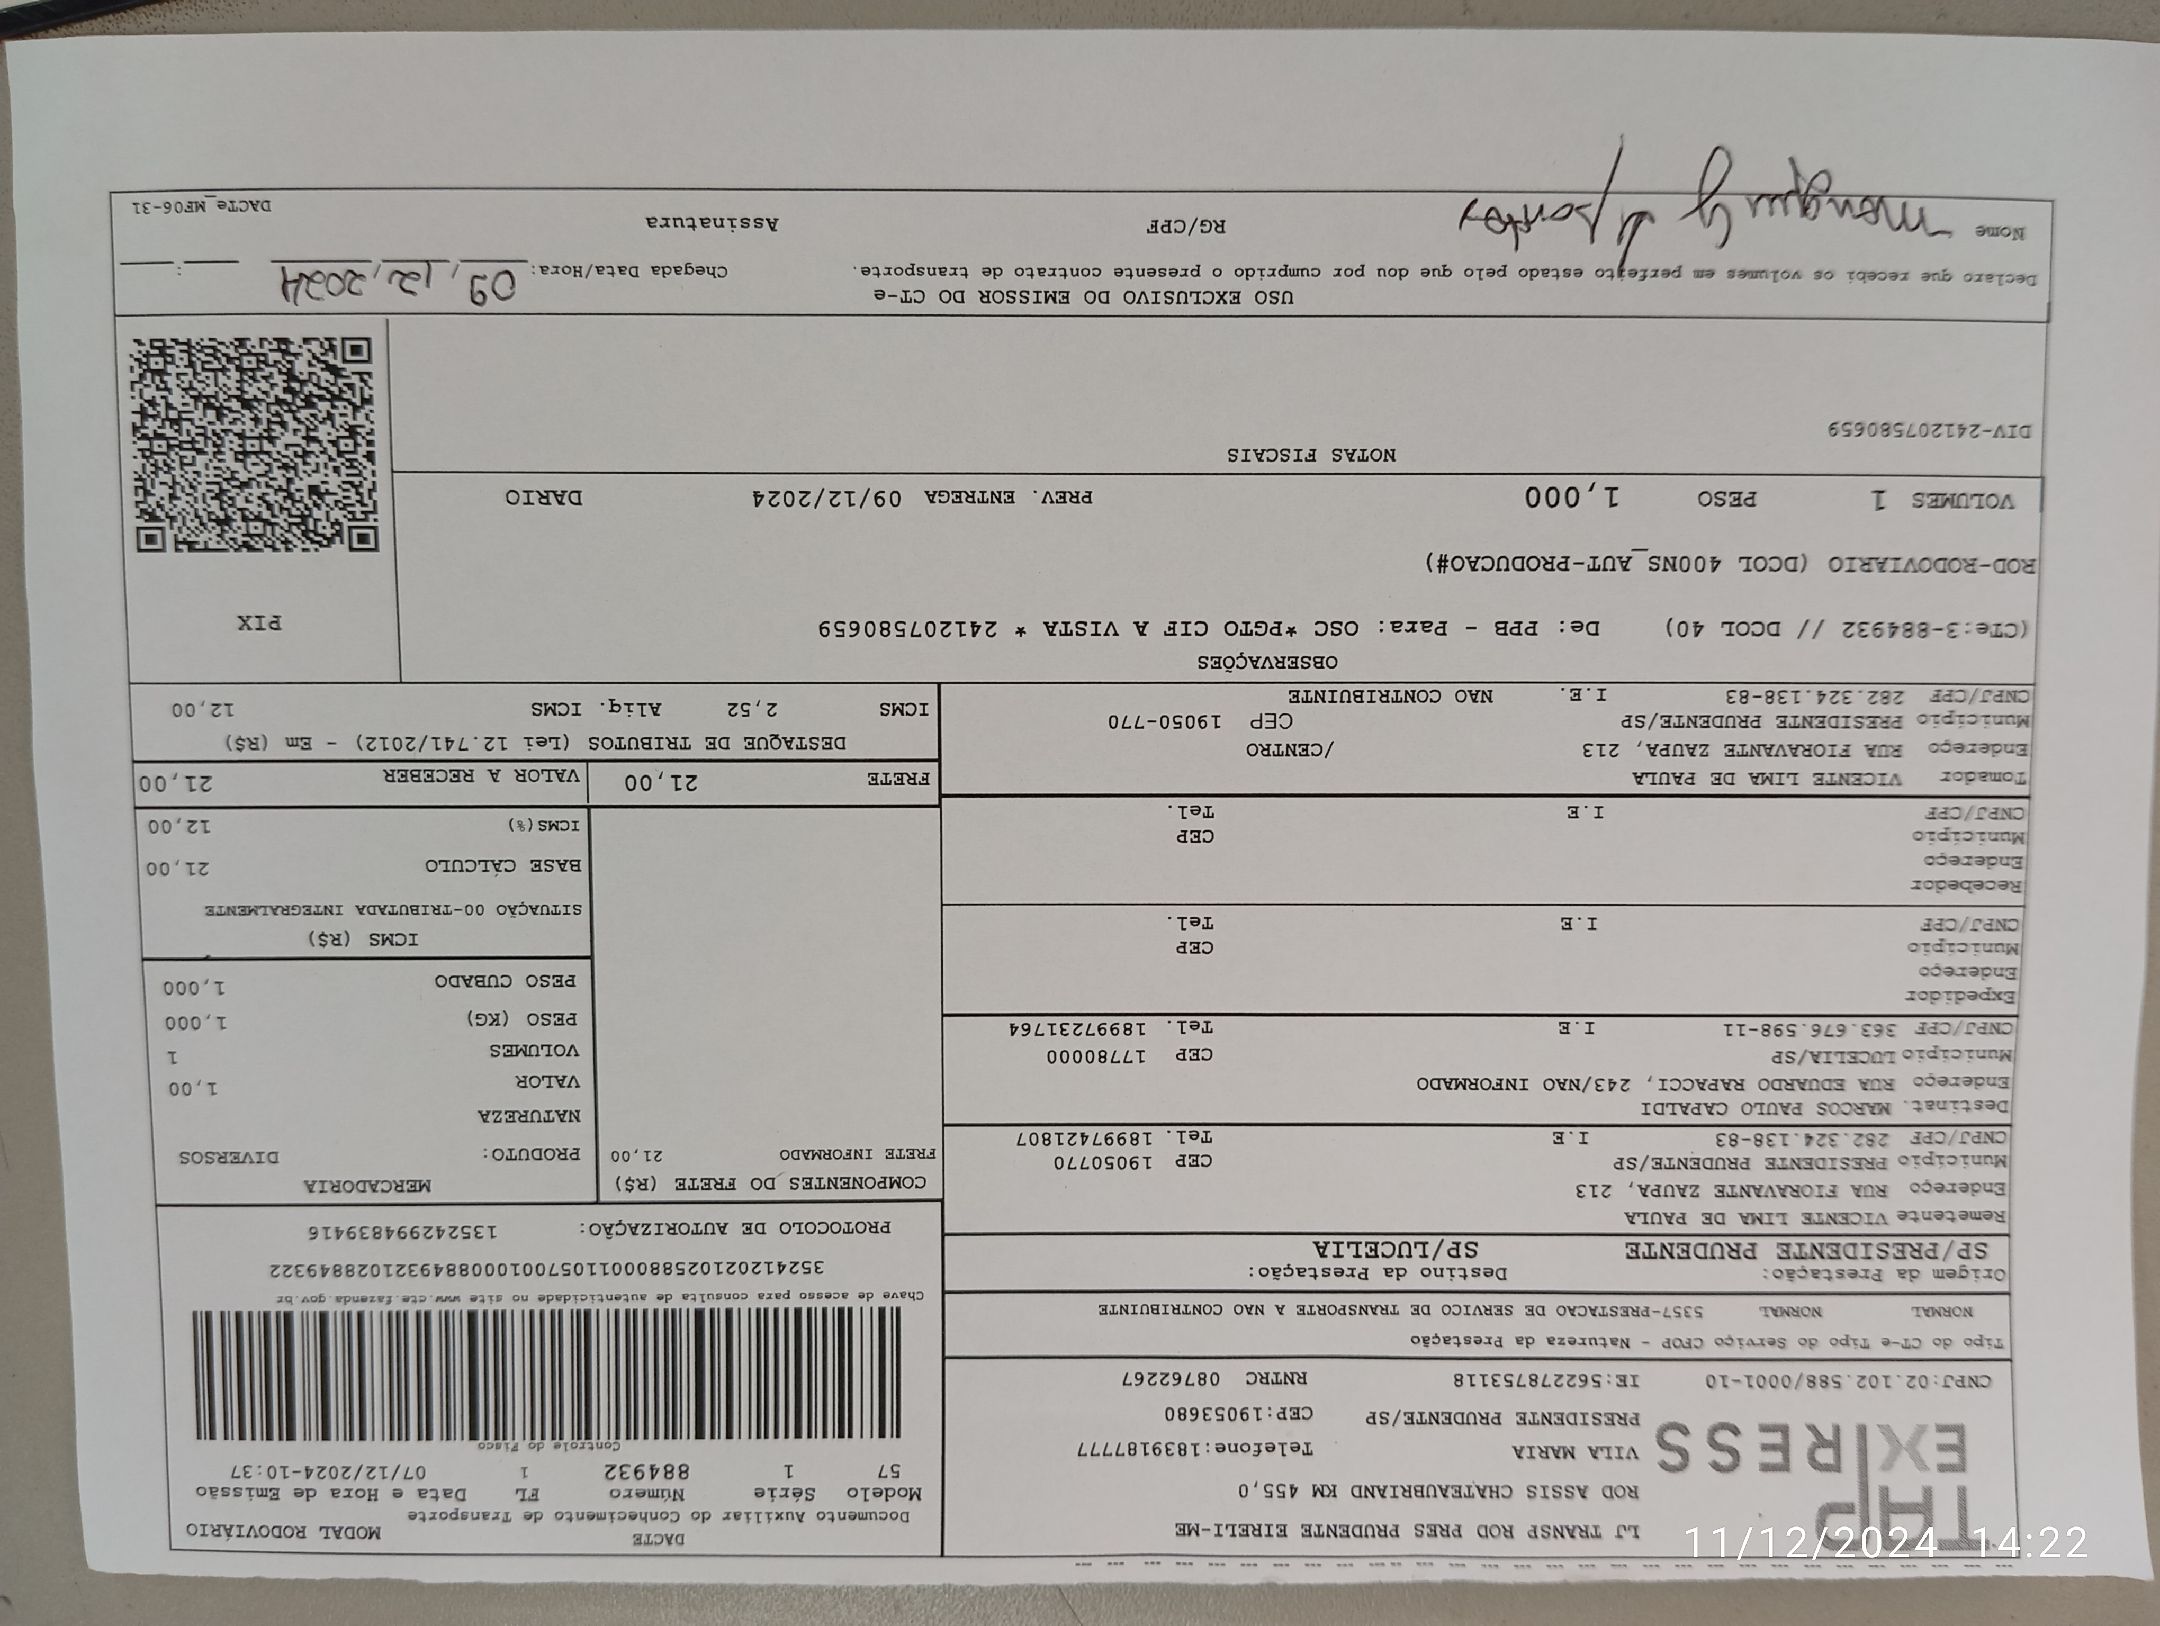 11/12/2024 14:22
THP
EXPRESS
LJ TRANSP ROD PRES PRUDENTE EIRELI-ME
ROD ASSIS CHATEAUBRIAND KM 455,0
VILA MARIA Telefone:1839187777
PRESIDENTE PRUDENTE/SP CEP:19053680
CNPJ:02.102.588/0001-10 IE:562278753118 RNTRC 08762267
DACTE MODAL RODOVIÁRIO
Documento Auxiliar do Conhecimento de Transporte
Modelo Série Número FL Data e Hora de Emissão
57 1 884932 1 07/12/2024-10:37
Controle do Fisco
Chave de acesso para consulta de autenticidade no site www.cte.fazenda.gov.br
35241202102588000110570010008849321028849322
PROTOCOLO DE AUTORIZAÇÃO: 135242994839416
Tipo do CT-e Tipo do Serviço CFOP - Natureza da Prestação
NORMAL NORMAL 5357-PRESTACAO DE SERVICO DE TRANSPORTE A NAO CONTRIBUINTE
Origem da Prestação: Destino da Prestação:
SP/PRESIDENTE PRUDENTE SP/LUCELIA
Remetente VICENTE LIMA DE PAULA
Endereço RUA FIORAVANTE ZAUPA, 213
Município PRESIDENTE PRUDENTE/SP CEP 19050770
CNPJ/CPF 282.324.138-83 I.E Tel. 18997421807
Destinat. MARCOS PAULO CAPALDI
Endereço RUA EDUARDO RAPACCI, 243/NAO INFORMADO
Município LUCELIA/SP CEP 17780000
CNPJ/CPF 363.676.598-11 I.E Tel. 18997231764
Expedidor
Endereço
Município CEP
CNPJ/CPF I.E Tel.
Recebedor
Endereço
Município CEP
CNPJ/CPF I.E Tel.
Tomador VICENTE LIMA DE PAULA
Endereço RUA FIORAVANTE ZAUPA, 213 /CENTRO
Município PRESIDENTE PRUDENTE/SP CEP 19050-770
CNPJ/CPF 282.324.138-83 I.E. NAO CONTRIBUINTE
COMPONENTES DO FRETE (R$)
FRETE INFORMADO 21,00
MERCADORIA
PRODUTO: DIVERSOS
NATUREZA
VALOR 1,00
VOLUMES 1
PESO (KG) 1,000
PESO CUBADO 1,000
ICMS (R$)
SITUAÇÃO 00-TRIBUTADA INTEGRALMENTE
BASE CÁLCULO 21,00
ICMS(%) 12,00
FRETE 21,00 VALOR A RECEBER 21,00
DESTAQUE DE TRIBUTOS (Lei 12.741/2012) - Em (R$)
ICMS 2,52 Aliq. ICMS 12,00
OBSERVAÇÕES
(CTe:3-884932 // DCOL 40) De: PPB - Para: OSC *PGTO CIF A VISTA * 241207580659
ROD-RODOVIARIO (DCOL 400NS_AUT-PRODUCAO#)
PIX
VOLUMES 1 PESO 1,000 PREV. ENTREGA 09/12/2024 DARIO
NOTAS FISCAIS
DIV-241207580659
USO EXCLUSIVO DO EMISSOR DO CT-e
Declaro que recebi os volumes em perfeito estado pelo que dou por cumprido o presente contrato de transporte.
Chegada Data/Hora: 09, 12, 2024 :
Nome RG/CPF Assinatura
DACTe_MF06-31